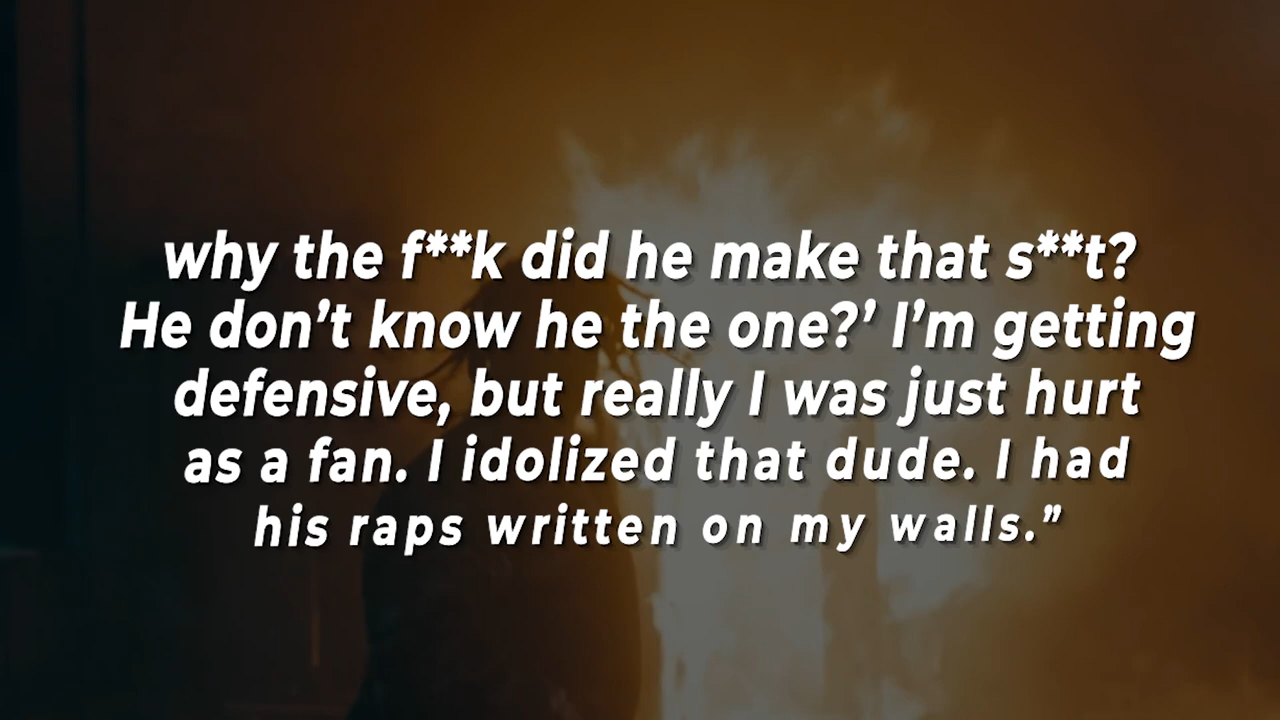 why the f**k did he make that s**t?
He don’t know he the one?’ I’m getting
defensive, but really I was just hurt
as a fan. I idolized that dude. I had
his raps written on my walls.”